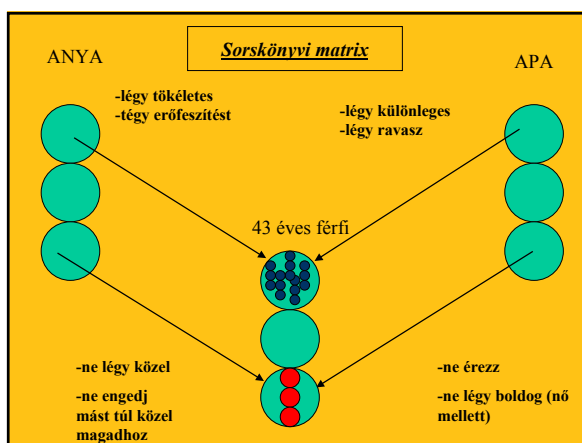 Sorskönyvi matrix
ANYA
APA
-légy tökéletes
-tégy erőfeszítést
-légy különleges
-légy ravasz
43 éves férfi
-ne légy közel
-ne engedj
mást túl közel
magadhoz
-ne érezz
-ne légy boldog (nő
mellett)